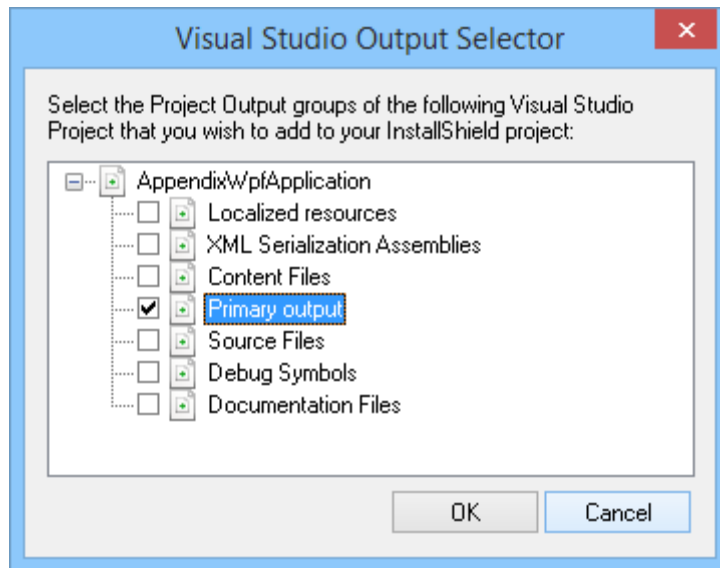 Visual Studio Output Selector
Select the Project Output groups of the following Visual Studio
Project that you wish to add to your InstallShield project:
AppendixWpfApplication
Localized resources
XML Serialization Assemblies
Content Files
Primary output
Source Files
Debug Symbols
Documentation Files
OK
Cancel